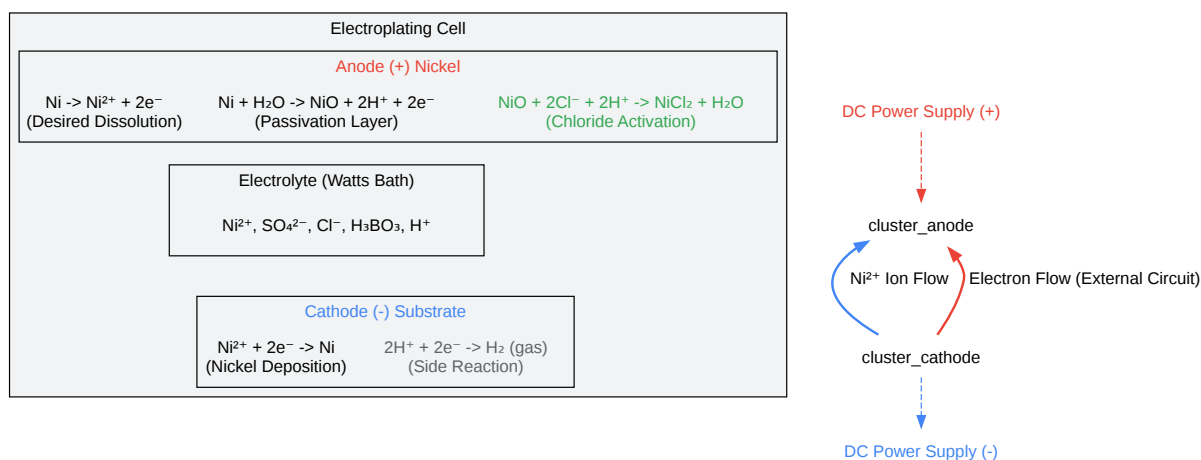 Electroplating Cell
Anode (+) Nickel
Ni -> Ni²⁺ + 2e⁻
(Desired Dissolution)
Ni + H₂O -> NiO + 2H⁺ + 2e⁻
(Passivation Layer)
NiO + 2Cl⁻ + 2H⁺ -> NiCl₂ + H₂O
(Chloride Activation)
Electrolyte (Watts Bath)
Ni²⁺, SO₄²⁻, Cl⁻, H₃BO₃, H⁺
Cathode (-) Substrate
Ni²⁺ + 2e⁻ -> Ni
(Nickel Deposition)
2H⁺ + 2e⁻ -> H₂ (gas)
(Side Reaction)
DC Power Supply (+)
cluster_anode
Ni²⁺ Ion Flow
Electron Flow (External Circuit)
cluster_cathode
DC Power Supply (-)